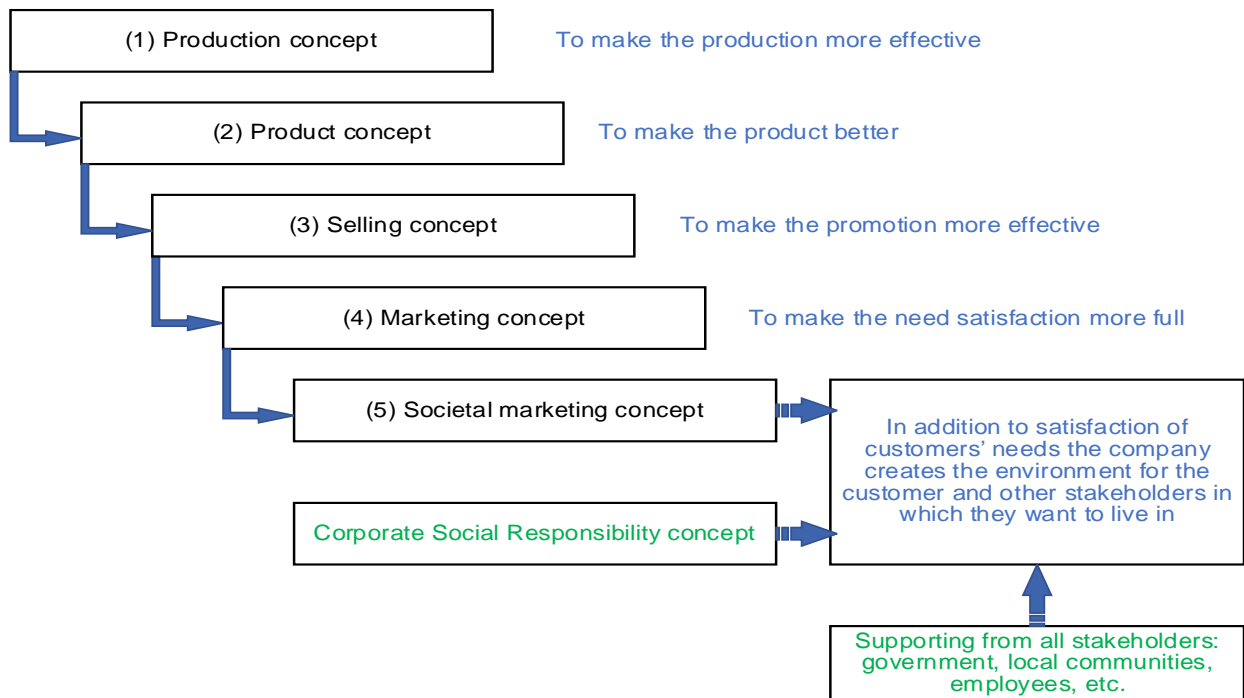 (1) Production concept
To make the production more effective
(2) Product concept
To make the product better
(3) Selling concept
To make the promotion more effective
(4) Marketing concept
To make the need satisfaction more full
(5) Societal marketing concept
In addition to satisfaction of
customers’ needs the company
creates the environment for the
customer and other stakeholders in
which they want to live in
Corporate Social Responsibility concept
Supporting from all stakeholders:
government, local communities,
employees, etc.